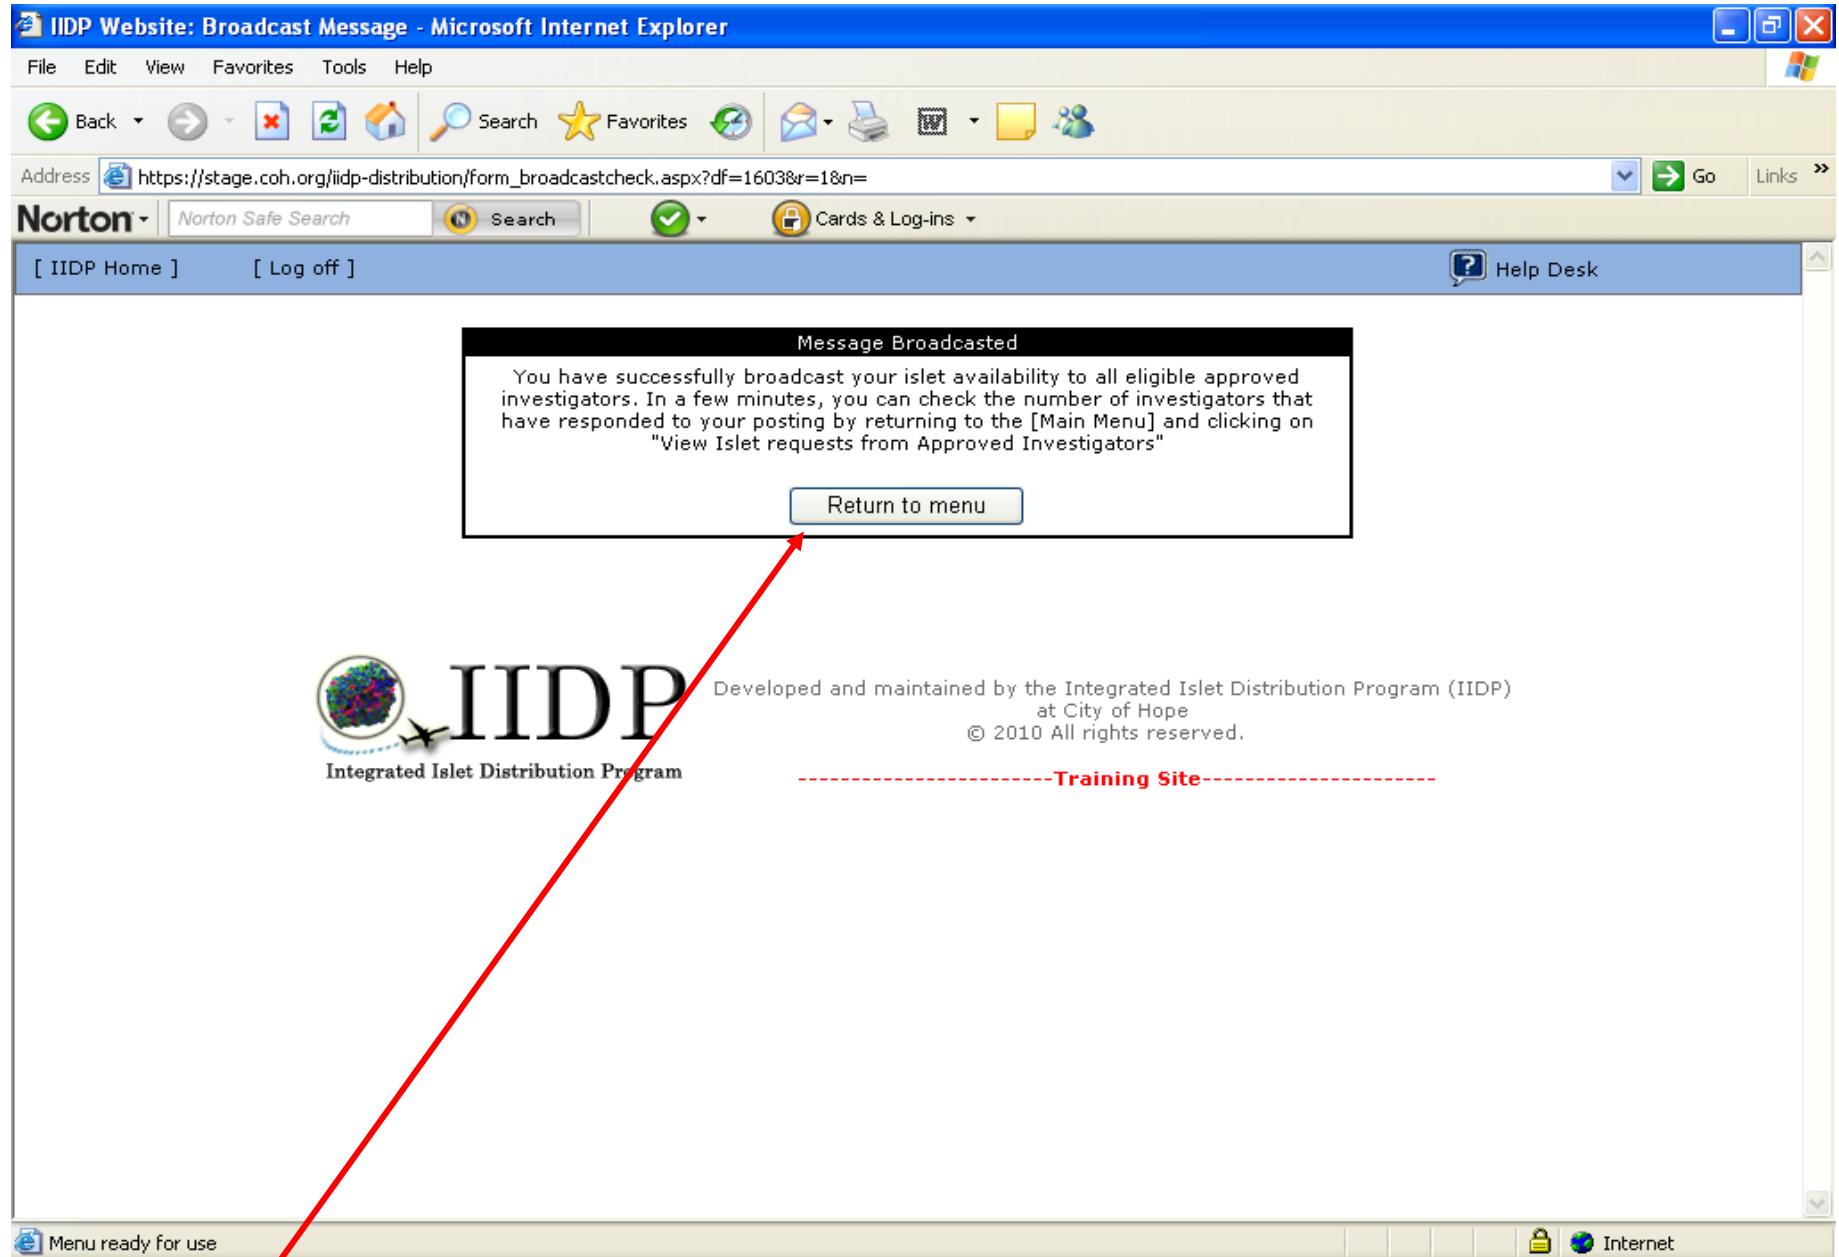 IIDP Website: Broadcast Message - Microsoft Internet Explorer
File Edit View Favorites Tools Help
Back Search Favorites
Address https://stage.coh.org/iidp-distribution/form_broadcastcheck.aspx?df=1603&r=1&n= Go Links »
Norton Norton Safe Search Search Cards & Log-ins
[ IIDP Home ] [ Log off ] Help Desk
Message Broadcasted
You have successfully broadcast your islet availability to all eligible approved
investigators. In a few minutes, you can check the number of investigators that
have responded to your posting by returning to the [Main Menu] and clicking on
"View Islet requests from Approved Investigators"
Return to menu
IIDP
Integrated Islet Distribution Program
Developed and maintained by the Integrated Islet Distribution Program (IIDP)
at City of Hope
© 2010 All rights reserved.
------------------------Training Site----------------------
Menu ready for use Internet